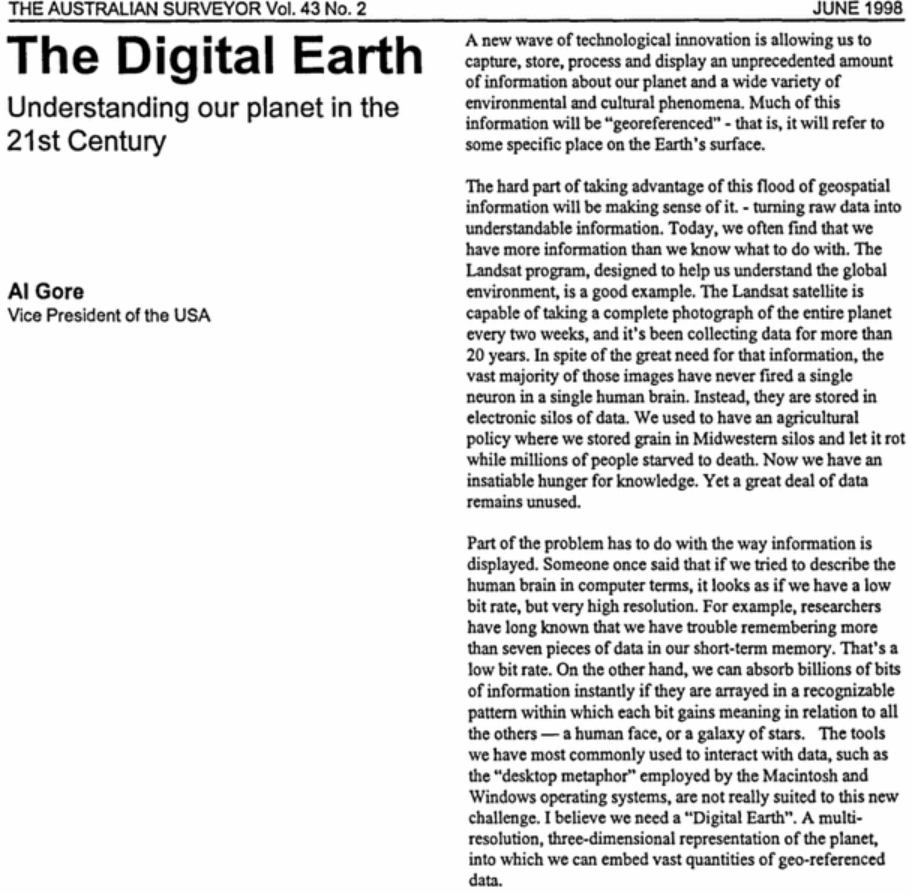 THE AUSTRALIAN SURVEYOR Vol. 43 No. 2 JUNE 1998
The Digital Earth
Understanding our planet in the
21st Century
Al Gore
Vice President of the USA
A new wave of technological innovation is allowing us to
capture, store, process and display an unprecedented amount
of information about our planet and a wide variety of
environmental and cultural phenomena. Much of this
information will be “georeferenced” - that is, it will refer to
some specific place on the Earth's surface.
The hard part of taking advantage of this flood of geospatial
information will be making sense of it. - turning raw data into
understandable information. Today, we often find that we
have more information than we know what to do with. The
Landsat program, designed to help us understand the global
environment, is a good example. The Landsat satellite is
capable of taking a complete photograph of the entire planet
every two weeks, and it's been collecting data for more than
20 years. In spite of the great need for that information, the
vast majority of those images have never fired a single
neuron in a single human brain. Instead, they are stored in
electronic silos of data. We used to have an agricultural
policy where we stored grain in Midwestern silos and let it rot
while millions of people starved to death. Now we have an
insatiable hunger for knowledge. Yet a great deal of data
remains unused.
Part of the problem has to do with the way information is
displayed. Someone once said that if we tried to describe the
human brain in computer terms, it looks as if we have a low
bit rate, but very high resolution. For example, researchers
have long known that we have trouble remembering more
than seven pieces of data in our short-term memory. That's a
low bit rate. On the other hand, we can absorb billions of bits
of information instantly if they are arrayed in a recognizable
pattern within which each bit gains meaning in relation to all
the others — a human face, or a galaxy of stars. The tools
we have most commonly used to interact with data, such as
the “desktop metaphor” employed by the Macintosh and
Windows operating systems, are not really suited to this new
challenge. I believe we need a “Digital Earth”. A multi-
resolution, three-dimensional representation of the planet,
into which we can embed vast quantities of geo-referenced
data.